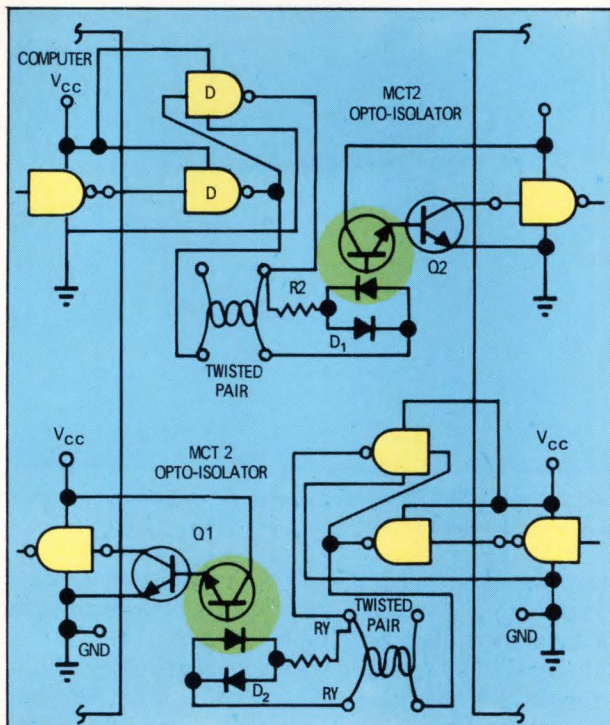 COMPUTER
VCC
D
D
MCT2
OPTO-ISOLATOR
Q2
R2
D1
TWISTED
PAIR
VCC
MCT 2
OPTO-ISOLATOR
Q1
VCC
GND
TWISTED
PAIR
RY
D2
RY
GND